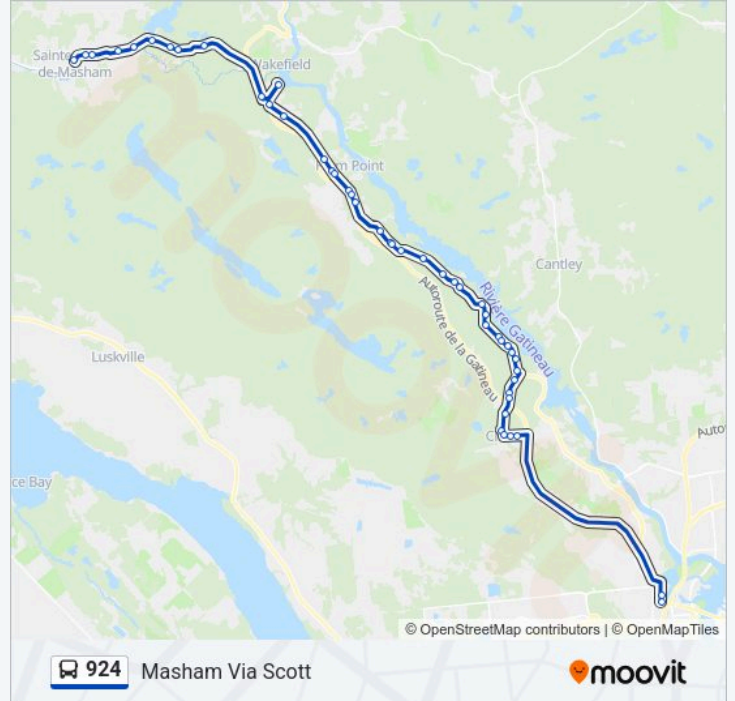 Sainte
de-Masham
Wakefield
Farm Point
Cantley
Rivière Gatineau
Autoroute de la Gatineau
Luskville
ce Bay
Auto
moovit
© OpenStreetMap contributors | © OpenMapTiles
924 Masham Via Scott
moovit